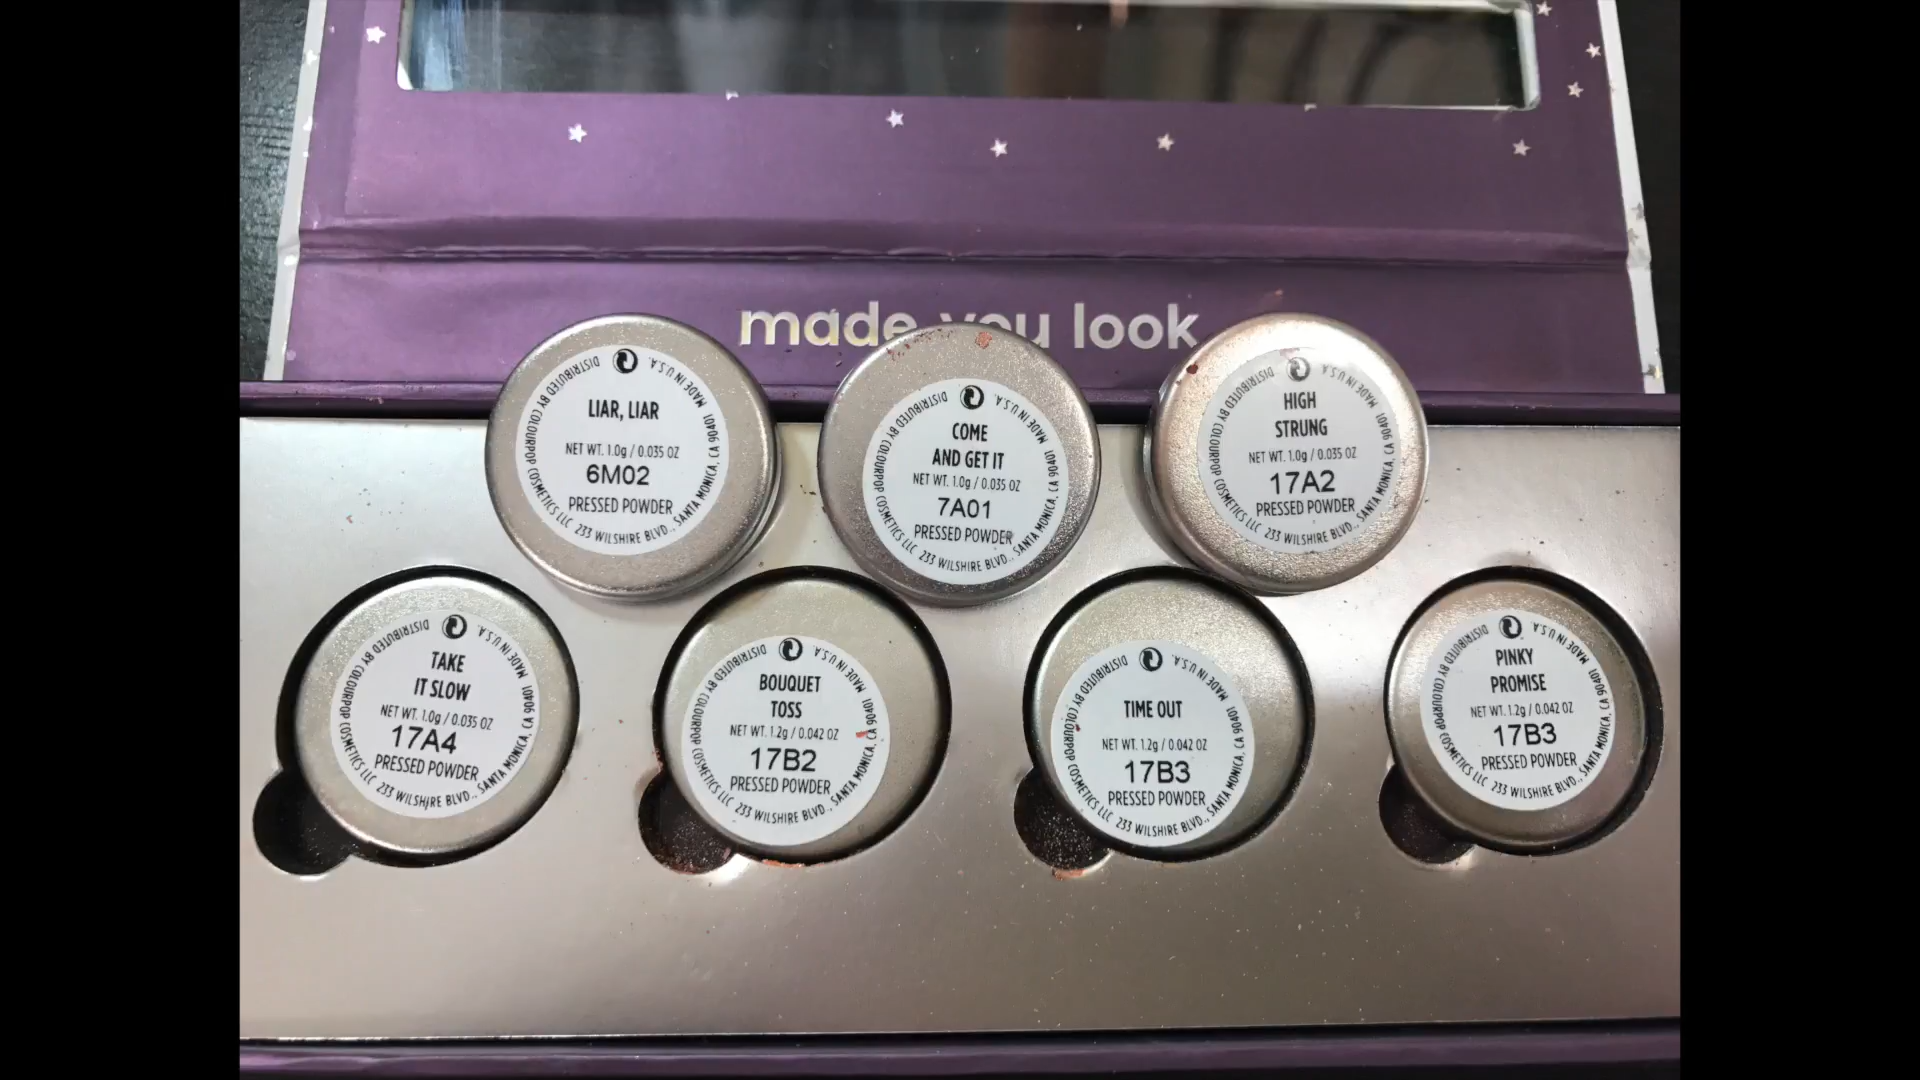 made you look
DISTRIBUTED BY COLOURPOP COSMETICS LLC 233 WILSHIRE BLVD., SANTA MONICA, CA 90401 MADE IN U.S.A.
LIAR, LIAR
NET WT. 1.0g / 0.035 OZ
6M02
PRESSED POWDER
DISTRIBUTED BY COLOURPOP COSMETICS LLC 233 WILSHIRE BLVD., SANTA MONICA, CA 90401 MADE IN U.S.A.
COME
AND GET IT
NET WT. 1.0g / 0.035 OZ
7A01
PRESSED POWDER
DISTRIBUTED BY COLOURPOP COSMETICS LLC 233 WILSHIRE BLVD., SANTA MONICA, CA 90401 MADE IN U.S.A.
HIGH
STRUNG
NET WT. 1.0g / 0.035 OZ
17A2
PRESSED POWDER
DISTRIBUTED BY COLOURPOP COSMETICS LLC 233 WILSHIRE BLVD., SANTA MONICA, CA 90401 MADE IN U.S.A.
TAKE
IT SLOW
NET WT. 1.0g / 0.035 OZ
17A4
PRESSED POWDER
DISTRIBUTED BY COLOURPOP COSMETICS LLC 233 WILSHIRE BLVD., SANTA MONICA, CA 90401 MADE IN U.S.A.
BOUQUET
TOSS
NET WT. 1.2g / 0.042 OZ
17B2
PRESSED POWDER
DISTRIBUTED BY COLOURPOP COSMETICS LLC 233 WILSHIRE BLVD., SANTA MONICA, CA 90401 MADE IN U.S.A.
TIME OUT
NET WT. 1.2g / 0.042 OZ
17B3
PRESSED POWDER
DISTRIBUTED BY COLOURPOP COSMETICS LLC 233 WILSHIRE BLVD., SANTA MONICA, CA 90401 MADE IN U.S.A.
PINKY
PROMISE
NET WT. 1.2g / 0.042 OZ
17B3
PRESSED POWDER